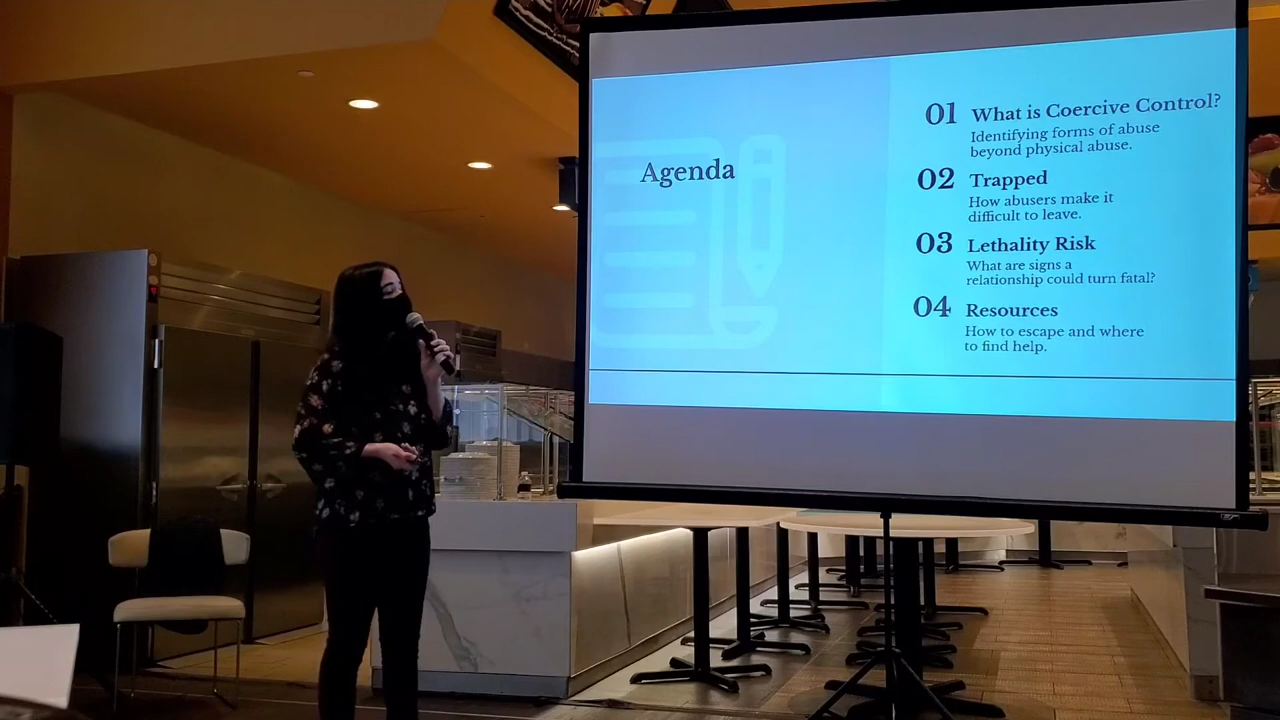 Agenda
01 What is Coercive Control?
Identifying forms of abuse
beyond physical abuse.
02 Trapped
How abusers make it
difficult to leave.
03 Lethality Risk
What are signs a
relationship could turn fatal?
04 Resources
How to escape and where
to find help.